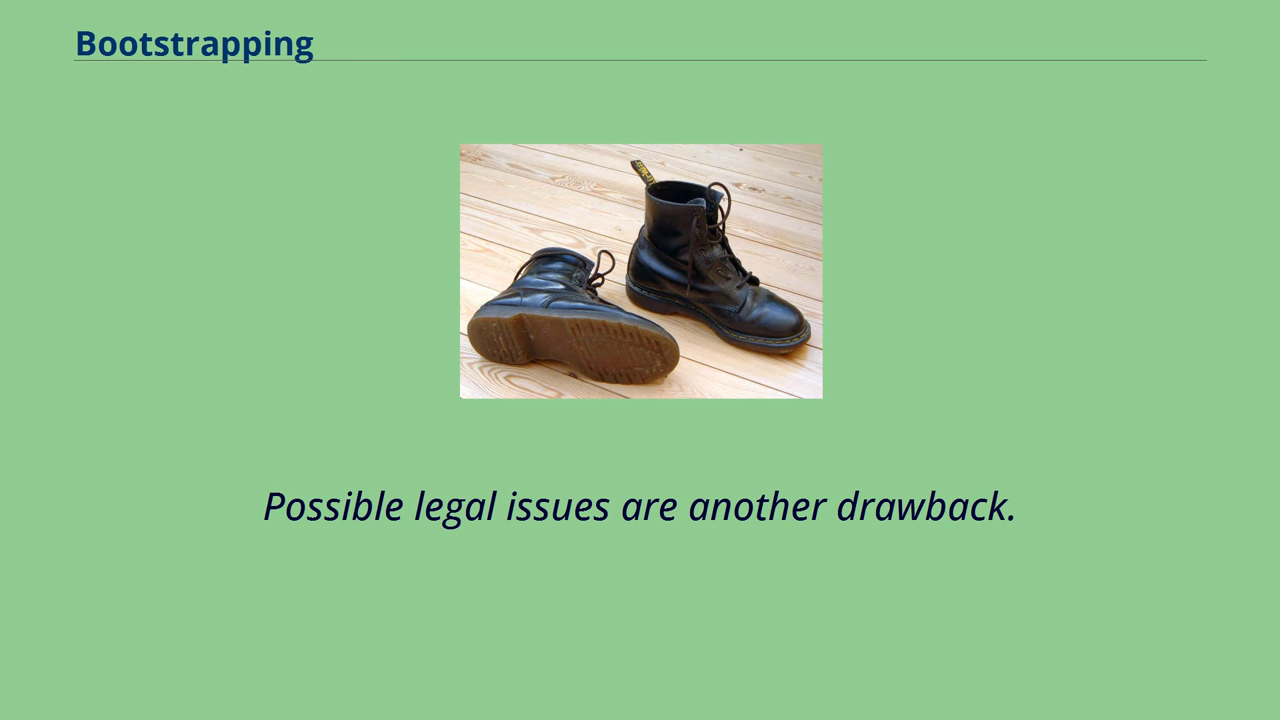 Bootstrapping
Possible legal issues are another drawback.